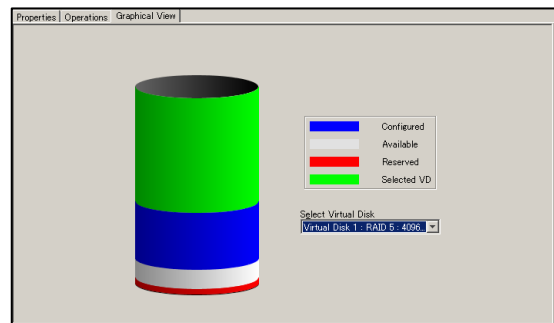 Properties Operations Graphical View
Configured
Available
Reserved
Selected VD
Select Virtual Disk
Virtual Disk 1 : RAID 5 : 4096...